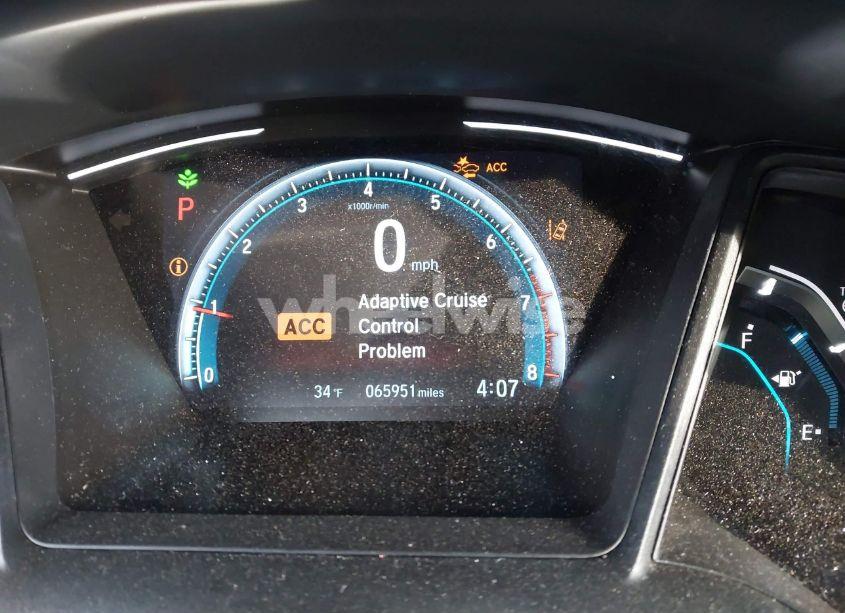 P
ACC
4
x1000r/min
3
5
2
6
0 mph
1
7
0
8
ACC
Adaptive Cruise
Control
Problem
34 °F
065951 miles
4:07
F
E
wheelwise